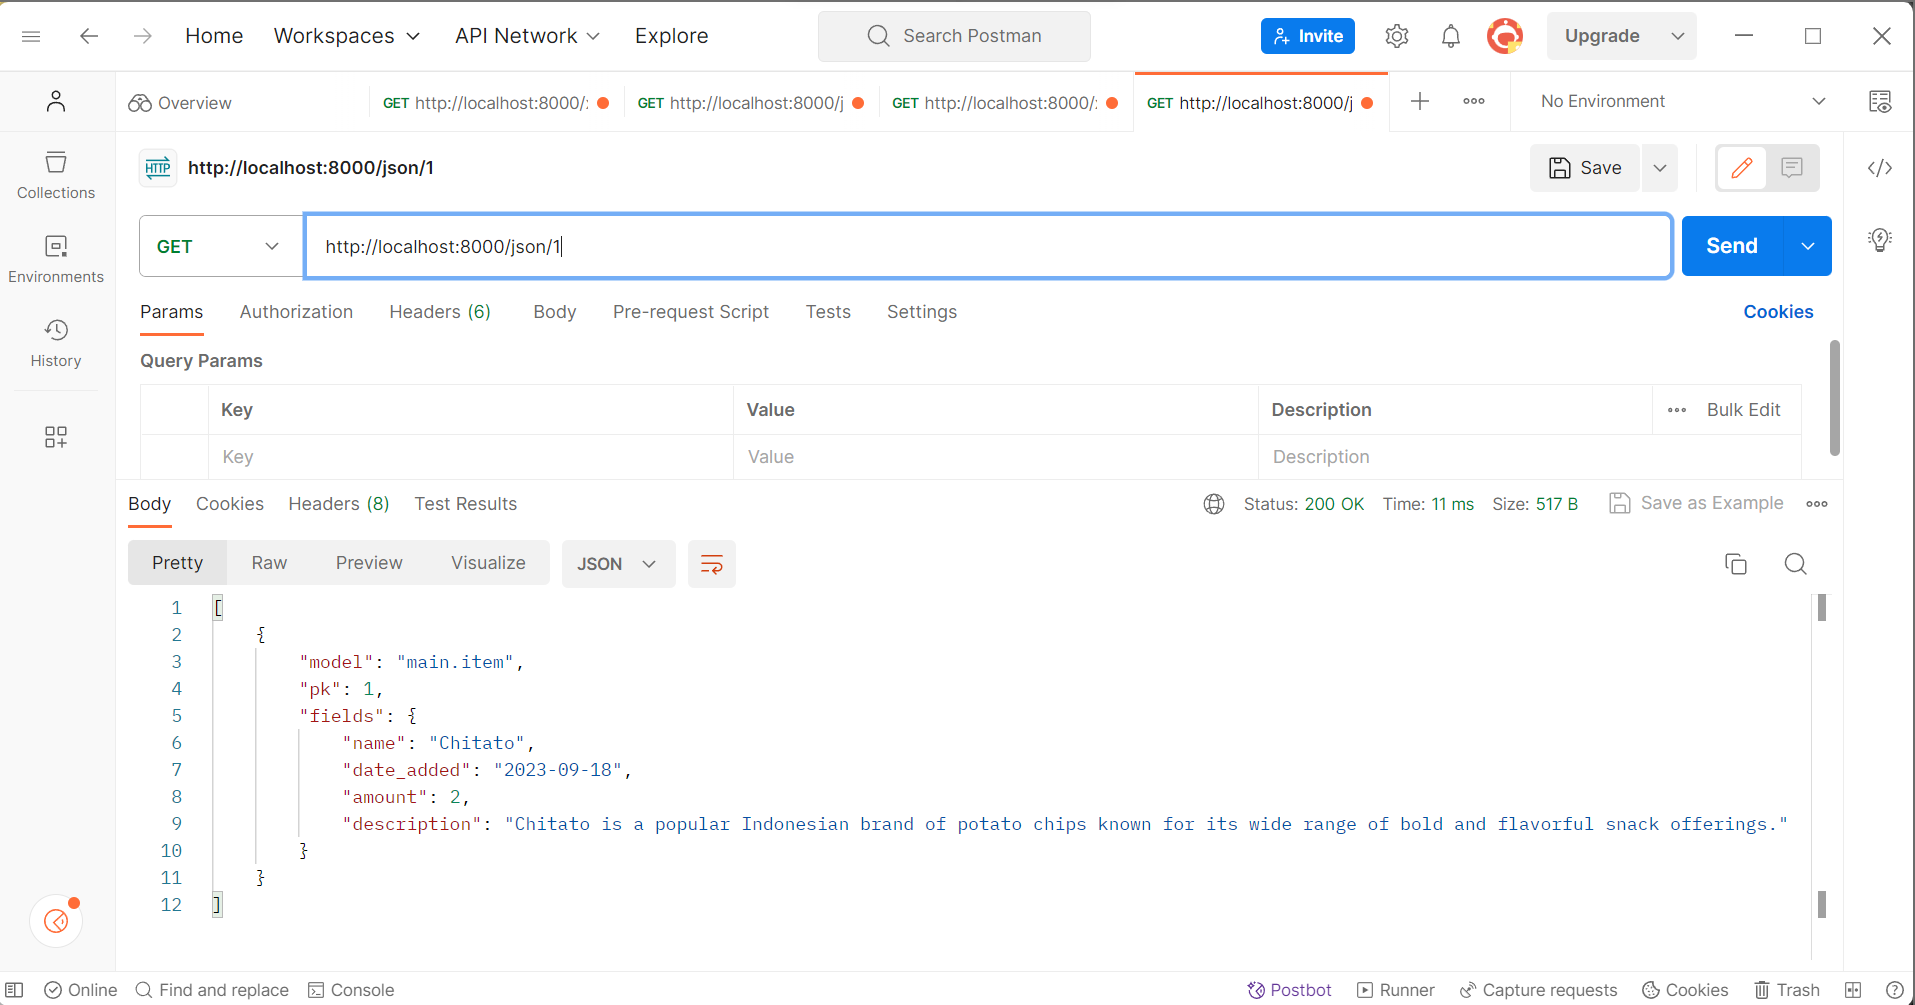 Home Workspaces API Network Explore Search Postman Invite Upgrade
Overview GET http://localhost:8000/: GET http://localhost:8000/j GET http://localhost:8000/: GET http://localhost:8000/j No Environment
HTTP http://localhost:8000/json/1 Save
Collections
GET http://localhost:8000/json/1 Send
Environments
Params Authorization Headers (6) Body Pre-request Script Tests Settings Cookies
History
Query Params
Key Value Description Bulk Edit
Key Value Description
Body Cookies Headers (8) Test Results Status: 200 OK Time: 11 ms Size: 517 B Save as Example
Pretty Raw Preview Visualize JSON
1 [
2 {
3 "model": "main.item",
4 "pk": 1,
5 "fields": {
6 "name": "Chitato",
7 "date_added": "2023-09-18",
8 "amount": 2,
9 "description": "Chitato is a popular Indonesian brand of potato chips known for its wide range of bold and flavorful snack offerings."
10 }
11 }
12 ]
Online Find and replace Console Postbot Runner Capture requests Cookies Trash